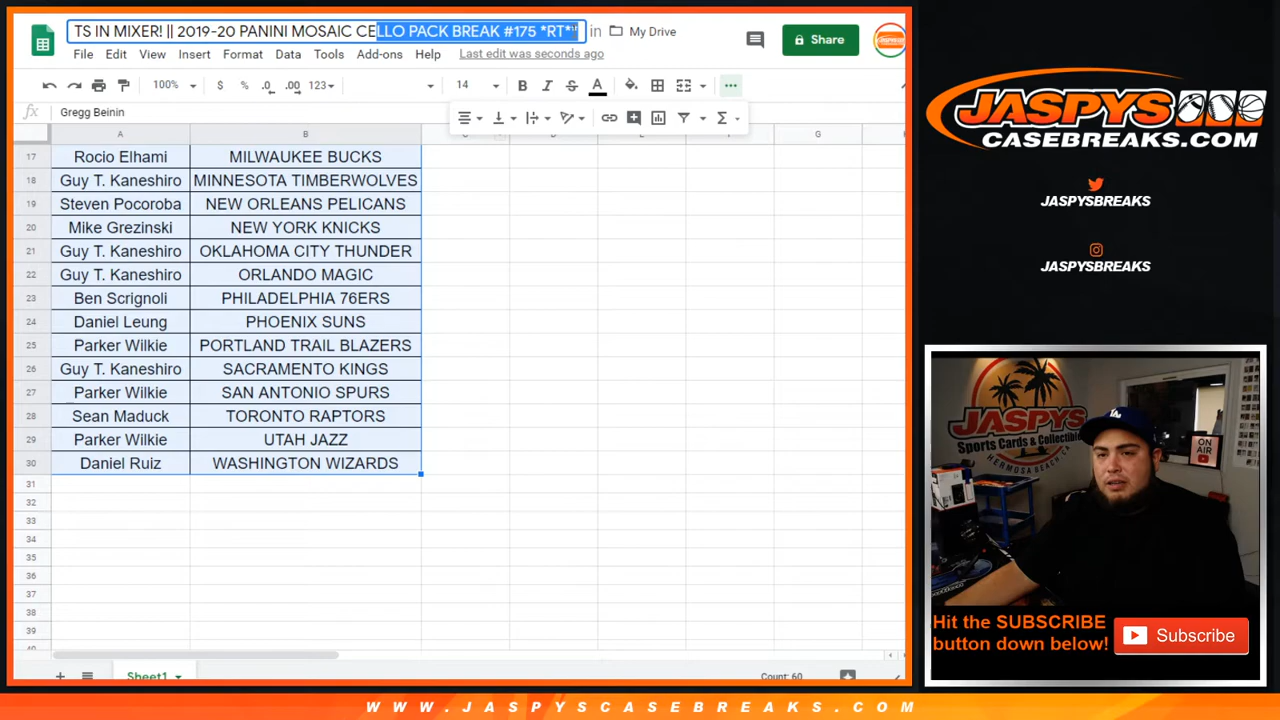 TS IN MIXER! || 2019-20 PANINI MOSAIC CELLO PACK BREAK #175 *RT*
in My Drive
Share
File Edit View Insert Format Data Tools Add-ons Help Last edit was seconds ago
100% $ % .0 .00 123 14 B I S A
fx Gregg Beinin
A B G
17 Rocio Elhami MILWAUKEE BUCKS
18 Guy T. Kaneshiro MINNESOTA TIMBERWOLVES
19 Steven Pocoroba NEW ORLEANS PELICANS
20 Mike Grezinski NEW YORK KNICKS
21 Guy T. Kaneshiro OKLAHOMA CITY THUNDER
22 Guy T. Kaneshiro ORLANDO MAGIC
23 Ben Scrignoli PHILADELPHIA 76ERS
24 Daniel Leung PHOENIX SUNS
25 Parker Wilkie PORTLAND TRAIL BLAZERS
26 Guy T. Kaneshiro SACRAMENTO KINGS
27 Parker Wilkie SAN ANTONIO SPURS
28 Sean Maduck TORONTO RAPTORS
29 Parker Wilkie UTAH JAZZ
30 Daniel Ruiz WASHINGTON WIZARDS
31
32
33
34
35
36
37
38
39
Sheet1
Count: 60
JASPYS
CASEBREAKS.COM
JASPYSBREAKS
JASPYSBREAKS
JASPYS
Sports Cards & Collectible
HERMOSA BEACH
ON AIR
Hit the SUBSCRIBE
button down below!
Subscribe
WWW.JASPYSCASEBREAKS.COM